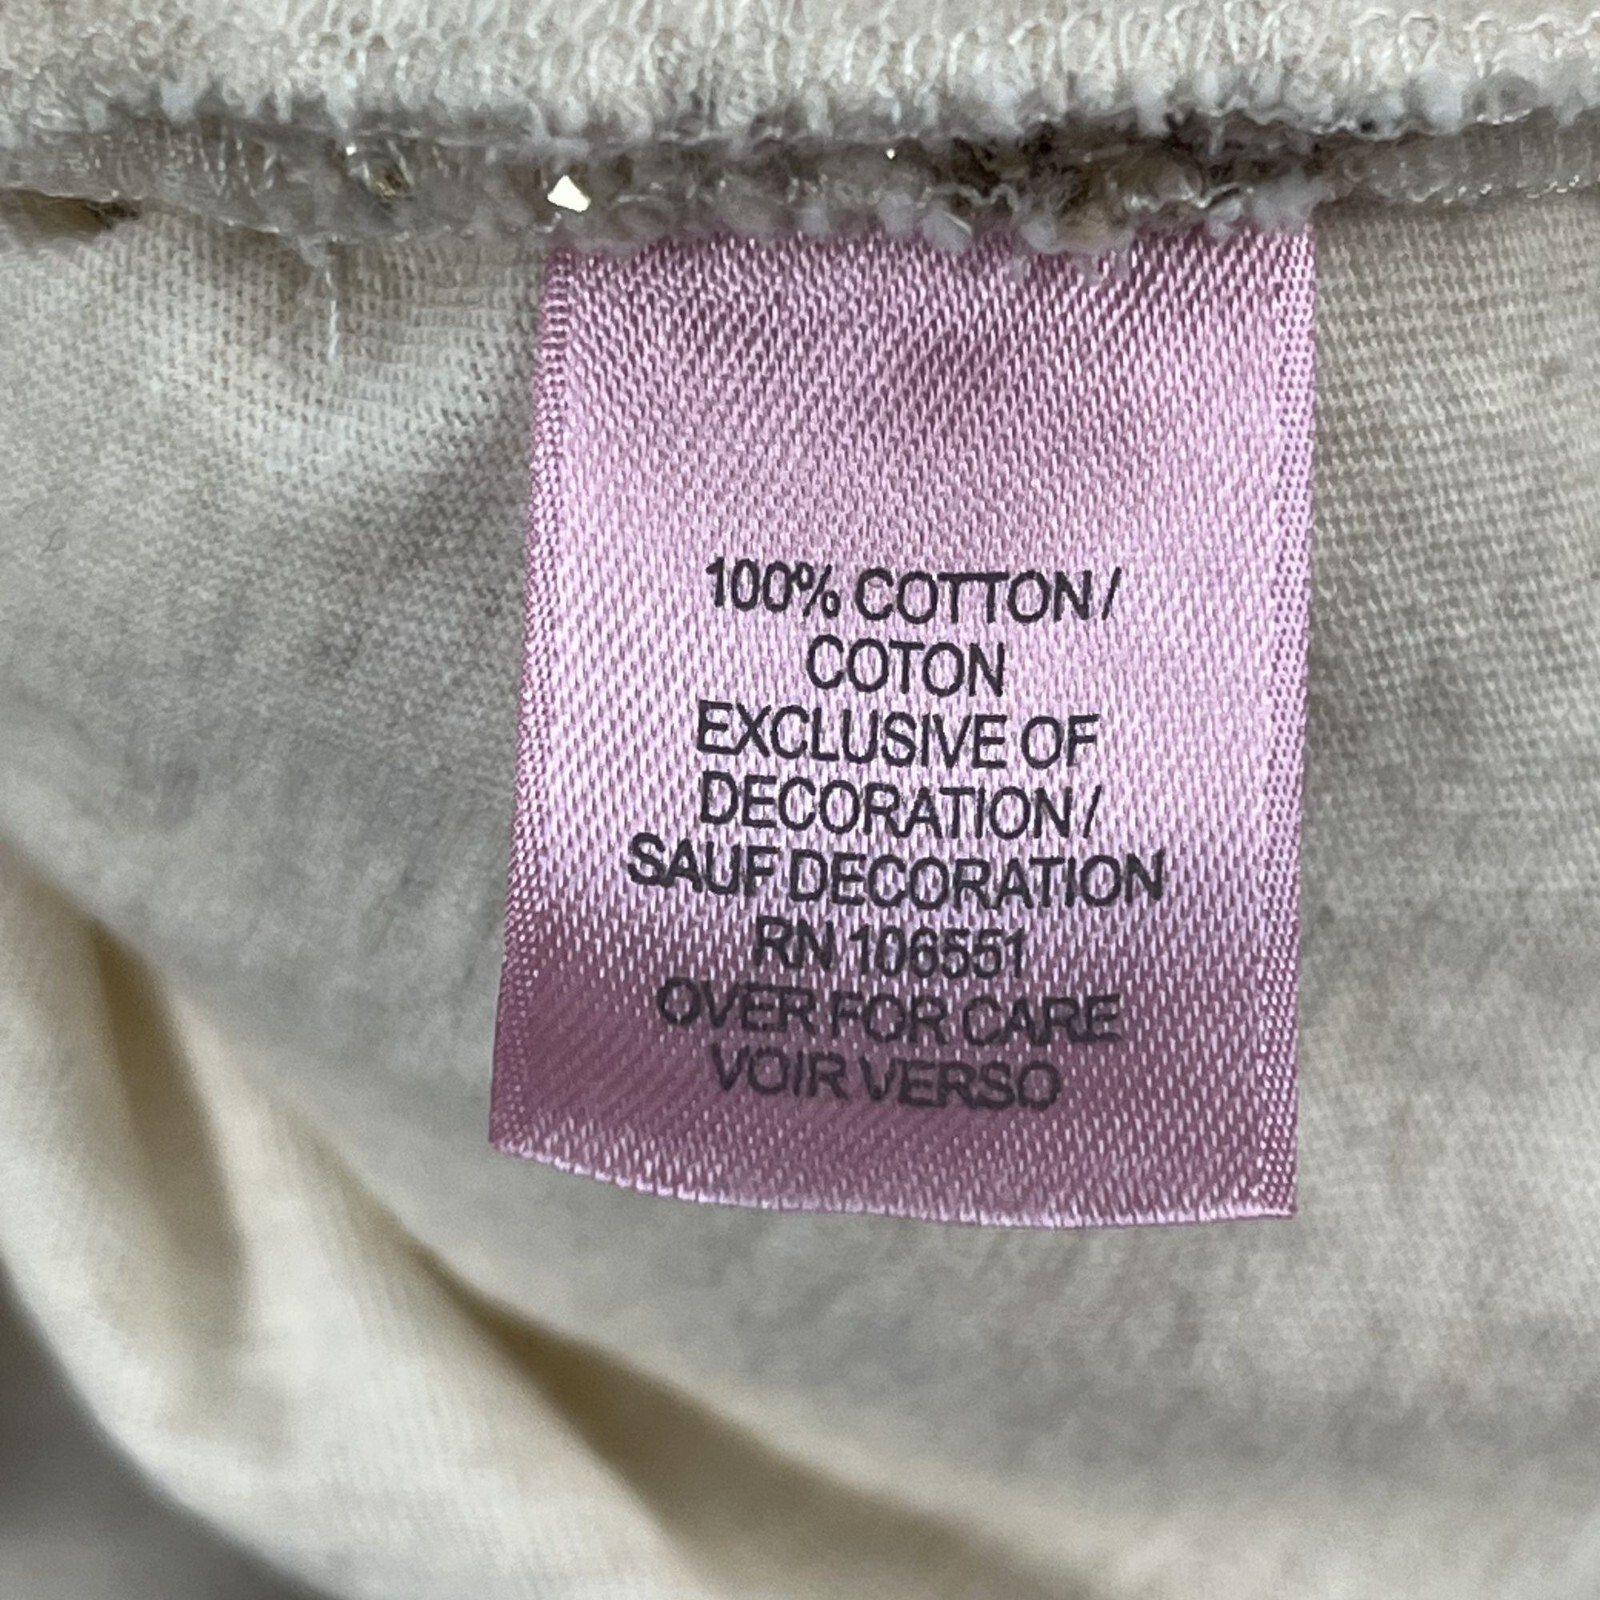 100% COTTON/
COTON
EXCLUSIVE OF
DECORATION/
SAUF DECORATION
RN 106551
OVER FOR CARE
VOIR VERSO